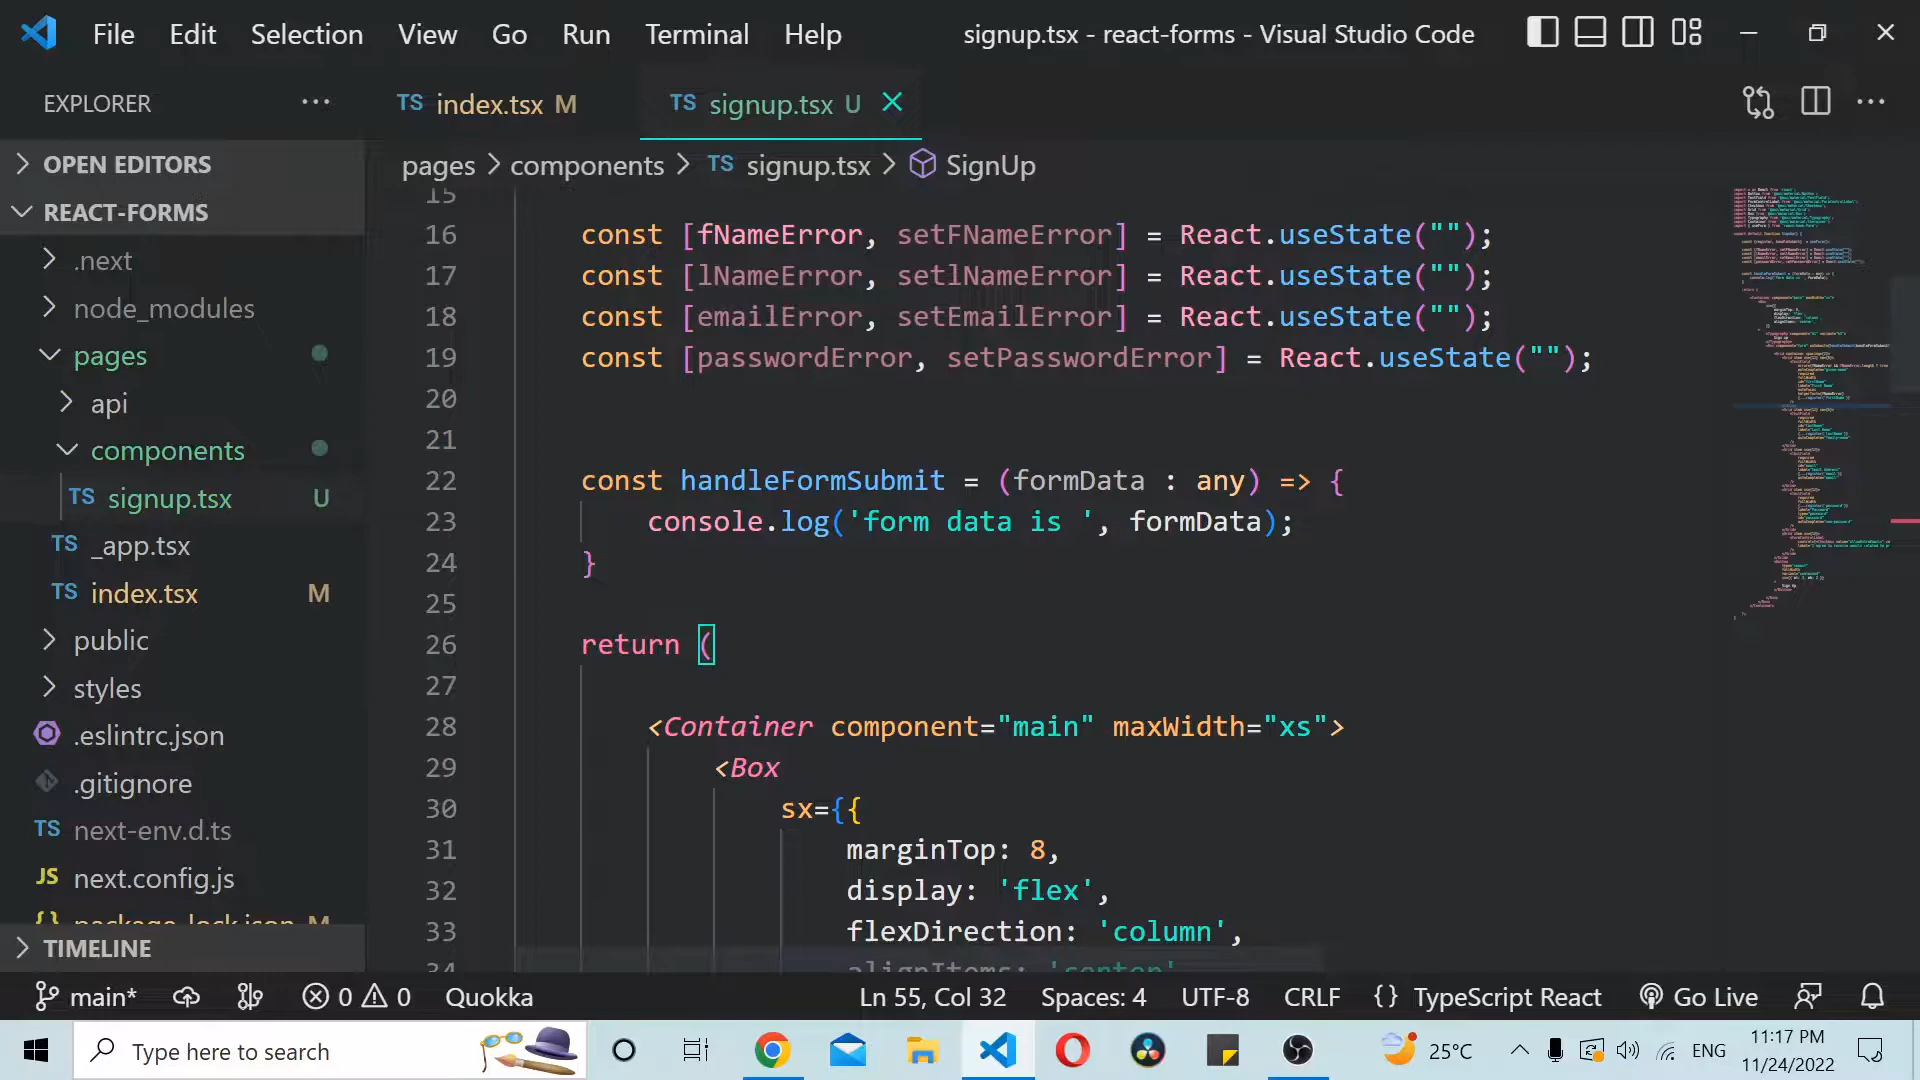 File Edit Selection View Go Run Terminal Help
signup.tsx - react-forms - Visual Studio Code
EXPLORER
TS index.tsx M
TS signup.tsx U
OPEN EDITORS
REACT-FORMS
.next
node_modules
pages
api
components
TS signup.tsx U
TS _app.tsx
TS index.tsx M
public
styles
.eslintrc.json
.gitignore
TS next-env.d.ts
JS next.config.js
{} package-lock.json M
TIMELINE
pages > components > TS signup.tsx > SignUp
15
16 const [fNameError, setFNameError] = React.useState("");
17 const [lNameError, setlNameError] = React.useState("");
18 const [emailError, setEmailError] = React.useState("");
19 const [passwordError, setPasswordError] = React.useState("");
20
21
22 const handleFormSubmit = (formData : any) => {
23 console.log('form data is ', formData);
24 }
25
26 return (
27
28 <Container component="main" maxWidth="xs">
29 <Box
30 sx={{
31 marginTop: 8,
32 display: 'flex',
33 flexDirection: 'column',
34 alignItems: 'center'
main* 0 0 Quokka
Ln 55, Col 32 Spaces: 4 UTF-8 CRLF {} TypeScript React Go Live
Type here to search
25°C
ENG
11:17 PM
11/24/2022